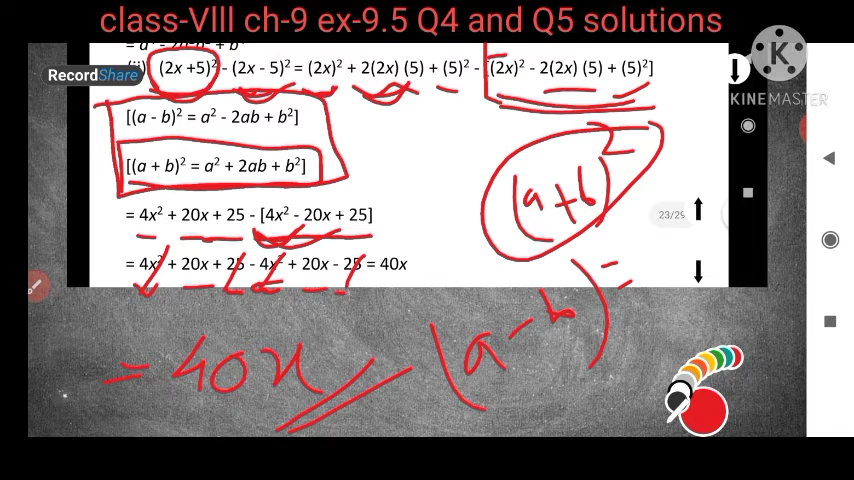 class-Vlll ch-9 ex-9.5 Q4 and Q5 solutions
(2x +5)² - (2x - 5)² = (2x)² + 2(2x) (5) + (5)² - [(2x)² - 2(2x) (5) + (5)²]
RecordShare
KINEMASTER
[(a - b)² = a² - 2ab + b²]
[(a + b)² = a² + 2ab + b²]
(a+b)²
= 4x² + 20x + 25 - [4x² - 20x + 25]
23/29
= 4x² + 20x + 25 - 4x² + 20x - 25 = 40x
(a-b) =
= 40x